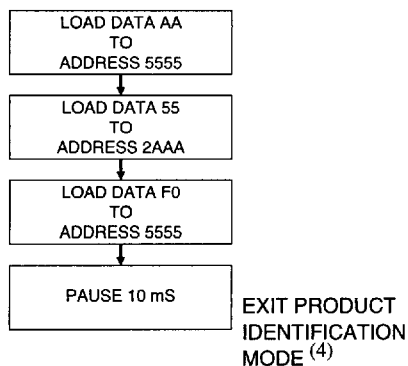 LOAD DATA AA
TO
ADDRESS 5555
LOAD DATA 55
TO
ADDRESS 2AAA
LOAD DATA F0
TO
ADDRESS 5555
PAUSE 10 mS
EXIT PRODUCT
IDENTIFICATION
MODE (4)